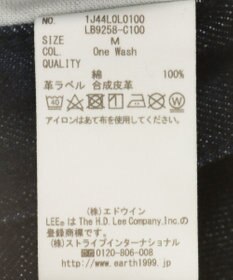 NO. 1J44L0L0100
LB9258-C100
SIZE M
COL. One Wash
QUALITY
綿 100%
革ラベル 合成皮革
40
アイロンはあて布を使用してください。
(株)エドウイン
LEE®は The H.D. Lee Company,Inc.の
登録商標です。
(株)ストライプインターナショナル
0120-806-008
http://www.earth1999.jp